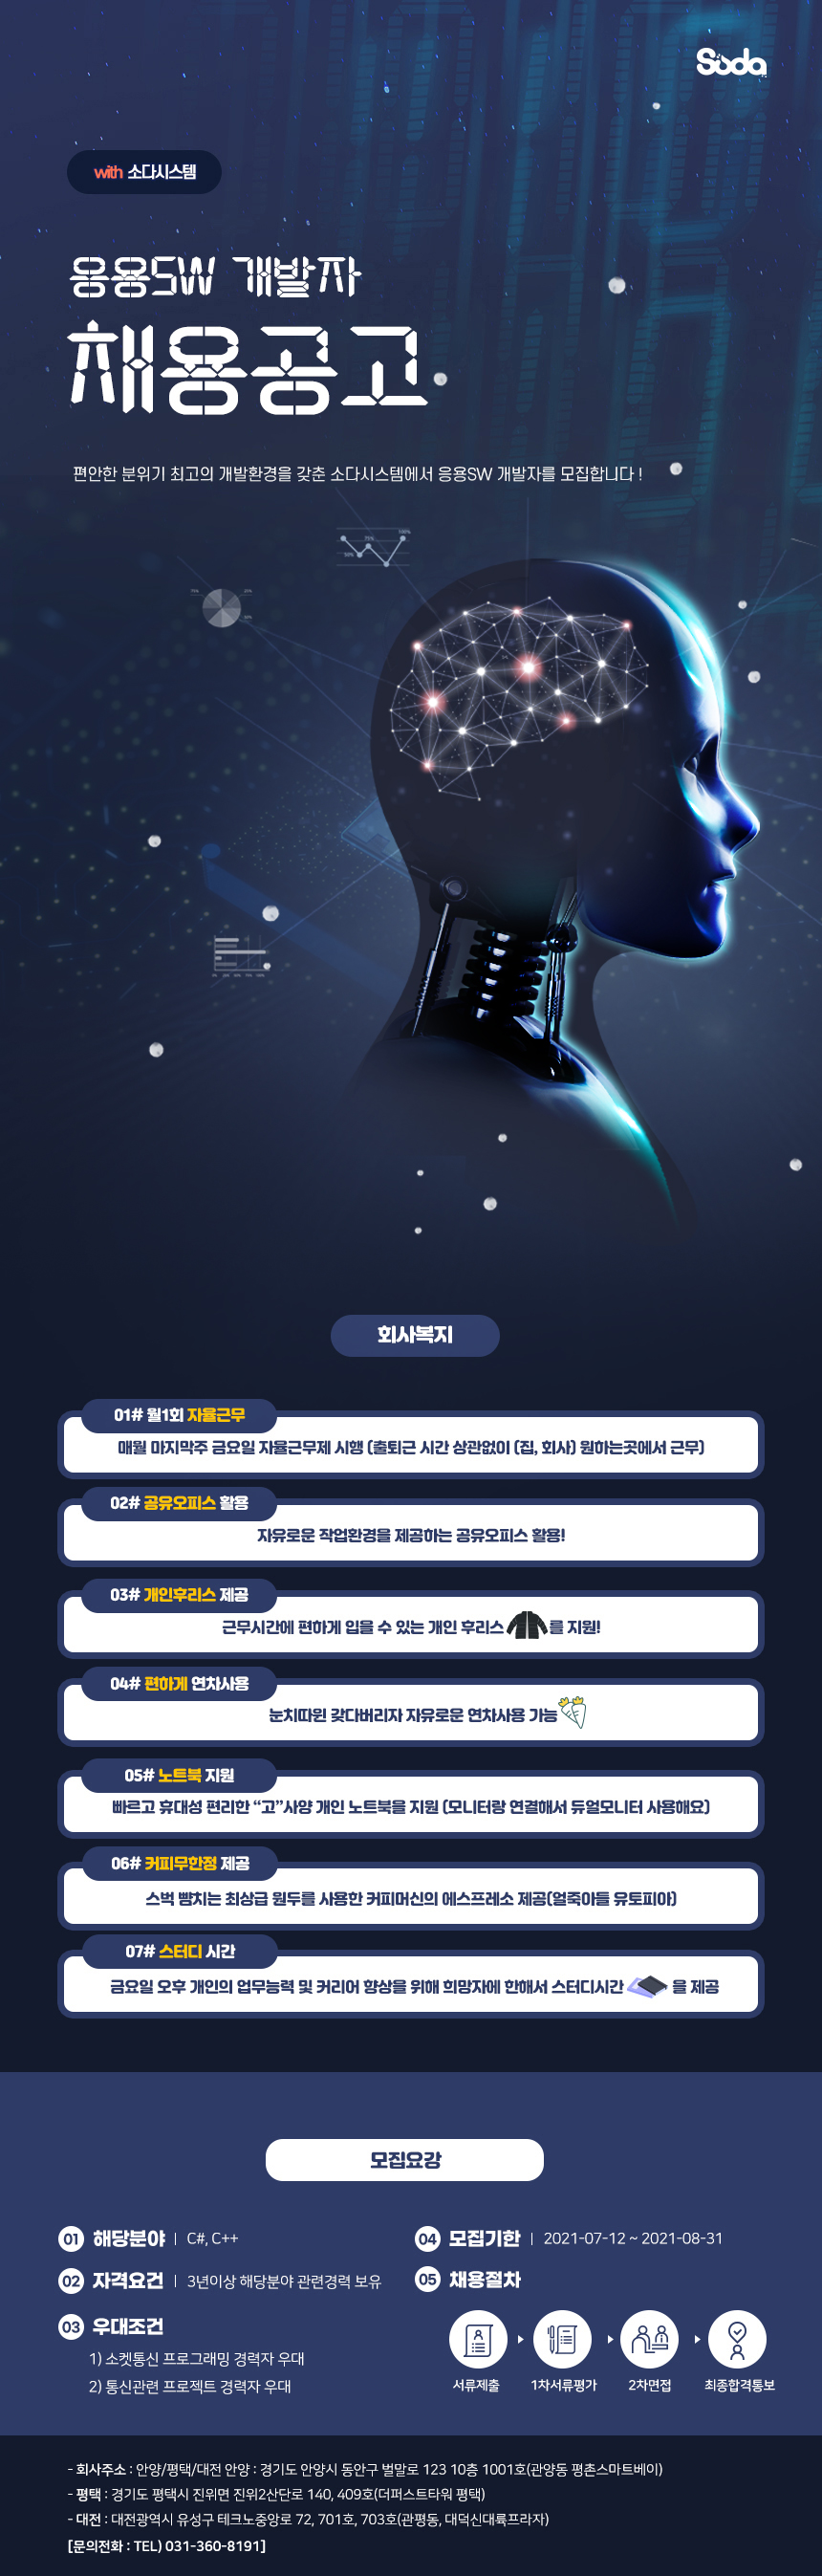 Soda
with 소다시스템
응용SW 개발자
채용공고
편안한 분위기 최고의 개발환경을 갖춘 소다시스템에서 응용SW 개발자를 모집합니다 !
회사복지
01# 월1회 자율근무
매월 마지막주 금요일 자율근무제 시행 (출퇴근 시간 상관없이 (집, 회사) 원하는곳에서 근무)
02# 공유오피스 활용
자유로운 작업환경을 제공하는 공유오피스 활용!
03# 개인후리스 제공
근무시간에 편하게 입을 수 있는 개인 후리스 를 지원!
04# 편하게 연차사용
눈치따윈 갖다버리자 자유로운 연차사용 가능
05# 노트북 지원
빠르고 휴대성 편리한 “고”사양 개인 노트북을 지원 (모니터랑 연결해서 듀얼모니터 사용해요)
06# 커피무한정 제공
스벅 뺨치는 최상급 원두를 사용한 커피머신의 에스프레소 제공(얼죽아들 유토피아)
07# 스터디 시간
금요일 오후 개인의 업무능력 및 커리어 향상을 위해 희망자에 한해서 스터디시간 을 제공
모집요강
01 해당분야 | C#, C++
02 자격요건 | 3년이상 해당분야 관련경력 보유
03 우대조건
1) 소켓통신 프로그래밍 경력자 우대
2) 통신관련 프로젝트 경력자 우대
04 모집기한 | 2021-07-12 ~ 2021-08-31
05 채용절차
서류제출 1차서류평가 2차면접 최종합격통보
- 회사주소 : 안양/평택/대전 안양 : 경기도 안양시 동안구 벌말로 123 10층 1001호(관양동 평촌스마트베이)
- 평택 : 경기도 평택시 진위면 진위2산단로 140, 409호(더퍼스트타워 평택)
- 대전 : 대전광역시 유성구 테크노중앙로 72, 701호, 703호(관평동, 대덕신대륙프라자)
[문의전화 : TEL) 031-360-8191]